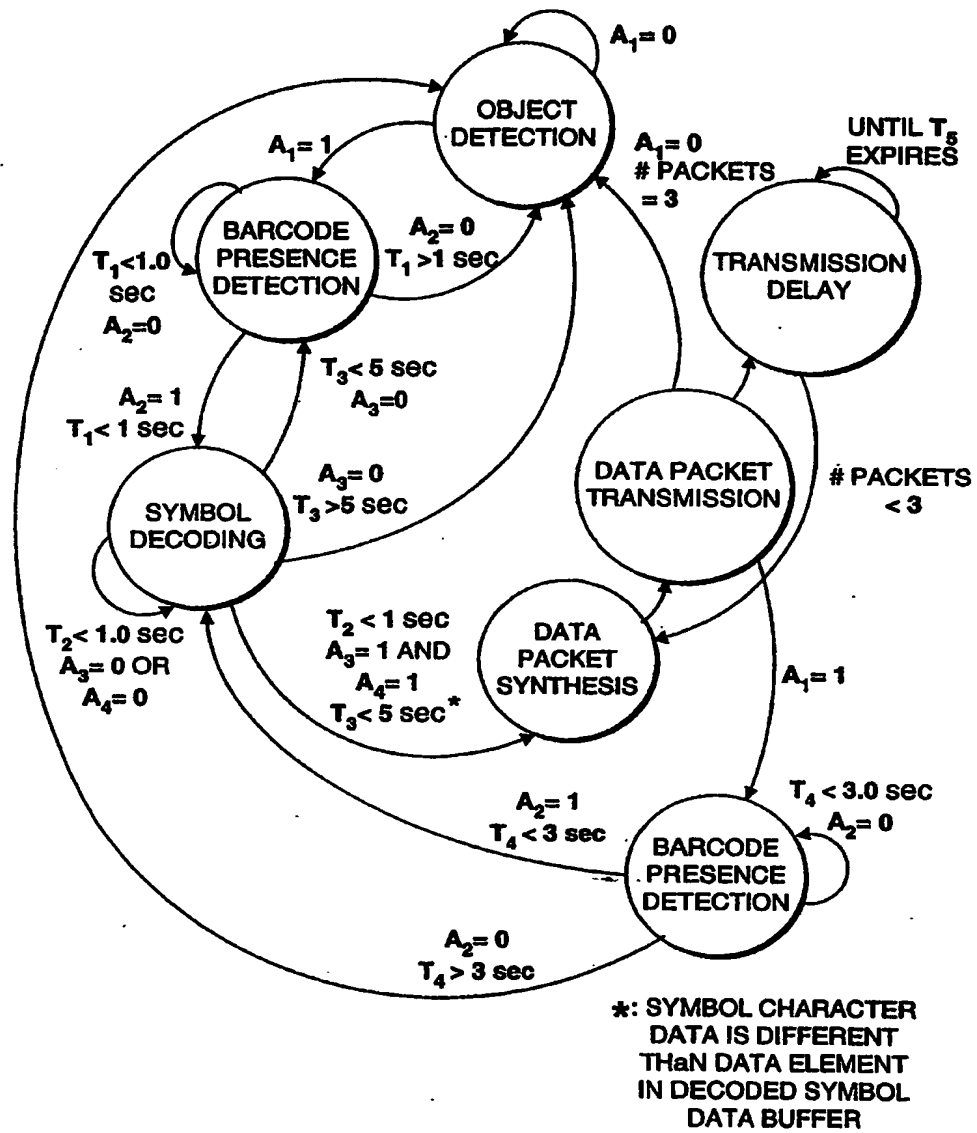 A₁= 0
OBJECT
DETECTION
UNTIL T₅
EXPIRES
A₁= 1
A₁= 0
# PACKETS
= 3
BARCODE
PRESENCE
DETECTION
A₂= 0
T₁ >1 sec
T₁<1.0
sec
A₂=0
TRANSMISSION
DELAY
T₃< 5 sec
A₃=0
A₂= 1
T₁< 1 sec
DATA PACKET
TRANSMISSION
# PACKETS
< 3
A₃= 0
T₃ >5 sec
SYMBOL
DECODING
T₂< 1.0 sec
A₃= 0 OR
A₄= 0
T₂ < 1 sec
A₃= 1 AND
A₄= 1
T₃< 5 sec*
DATA
PACKET
SYNTHESIS
A₁= 1
A₂= 1
T₄ < 3 sec
T₄ < 3.0 sec
A₂= 0
BARCODE
PRESENCE
DETECTION
A₂= 0
T₄ > 3 sec
*: SYMBOL CHARACTER
DATA IS DIFFERENT
THaN DATA ELEMENT
IN DECODED SYMBOL
DATA BUFFER